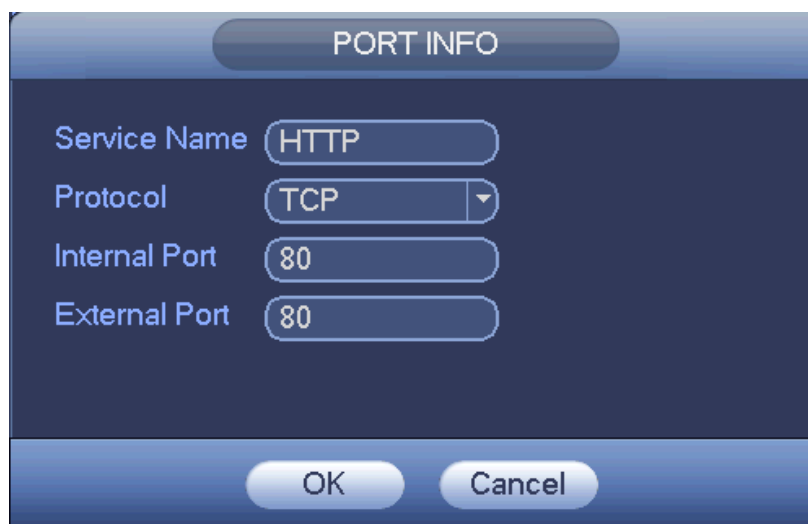 PORT INFO
Service Name HTTP
Protocol TCP
Internal Port 80
External Port 80
OK Cancel